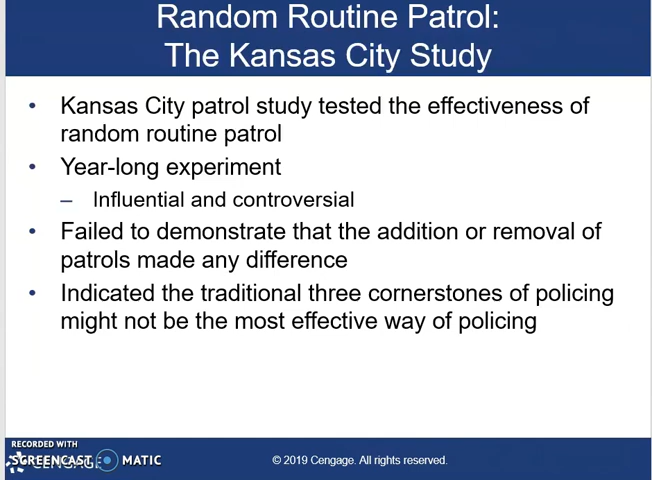 Random Routine Patrol:
The Kansas City Study
• Kansas City patrol study tested the effectiveness of
random routine patrol
• Year-long experiment
– Influential and controversial
• Failed to demonstrate that the addition or removal of
patrols made any difference
• Indicated the traditional three cornerstones of policing
might not be the most effective way of policing
RECORDED WITH
SCREENCAST MATIC
CENGAGE
© 2019 Cengage. All rights reserved.